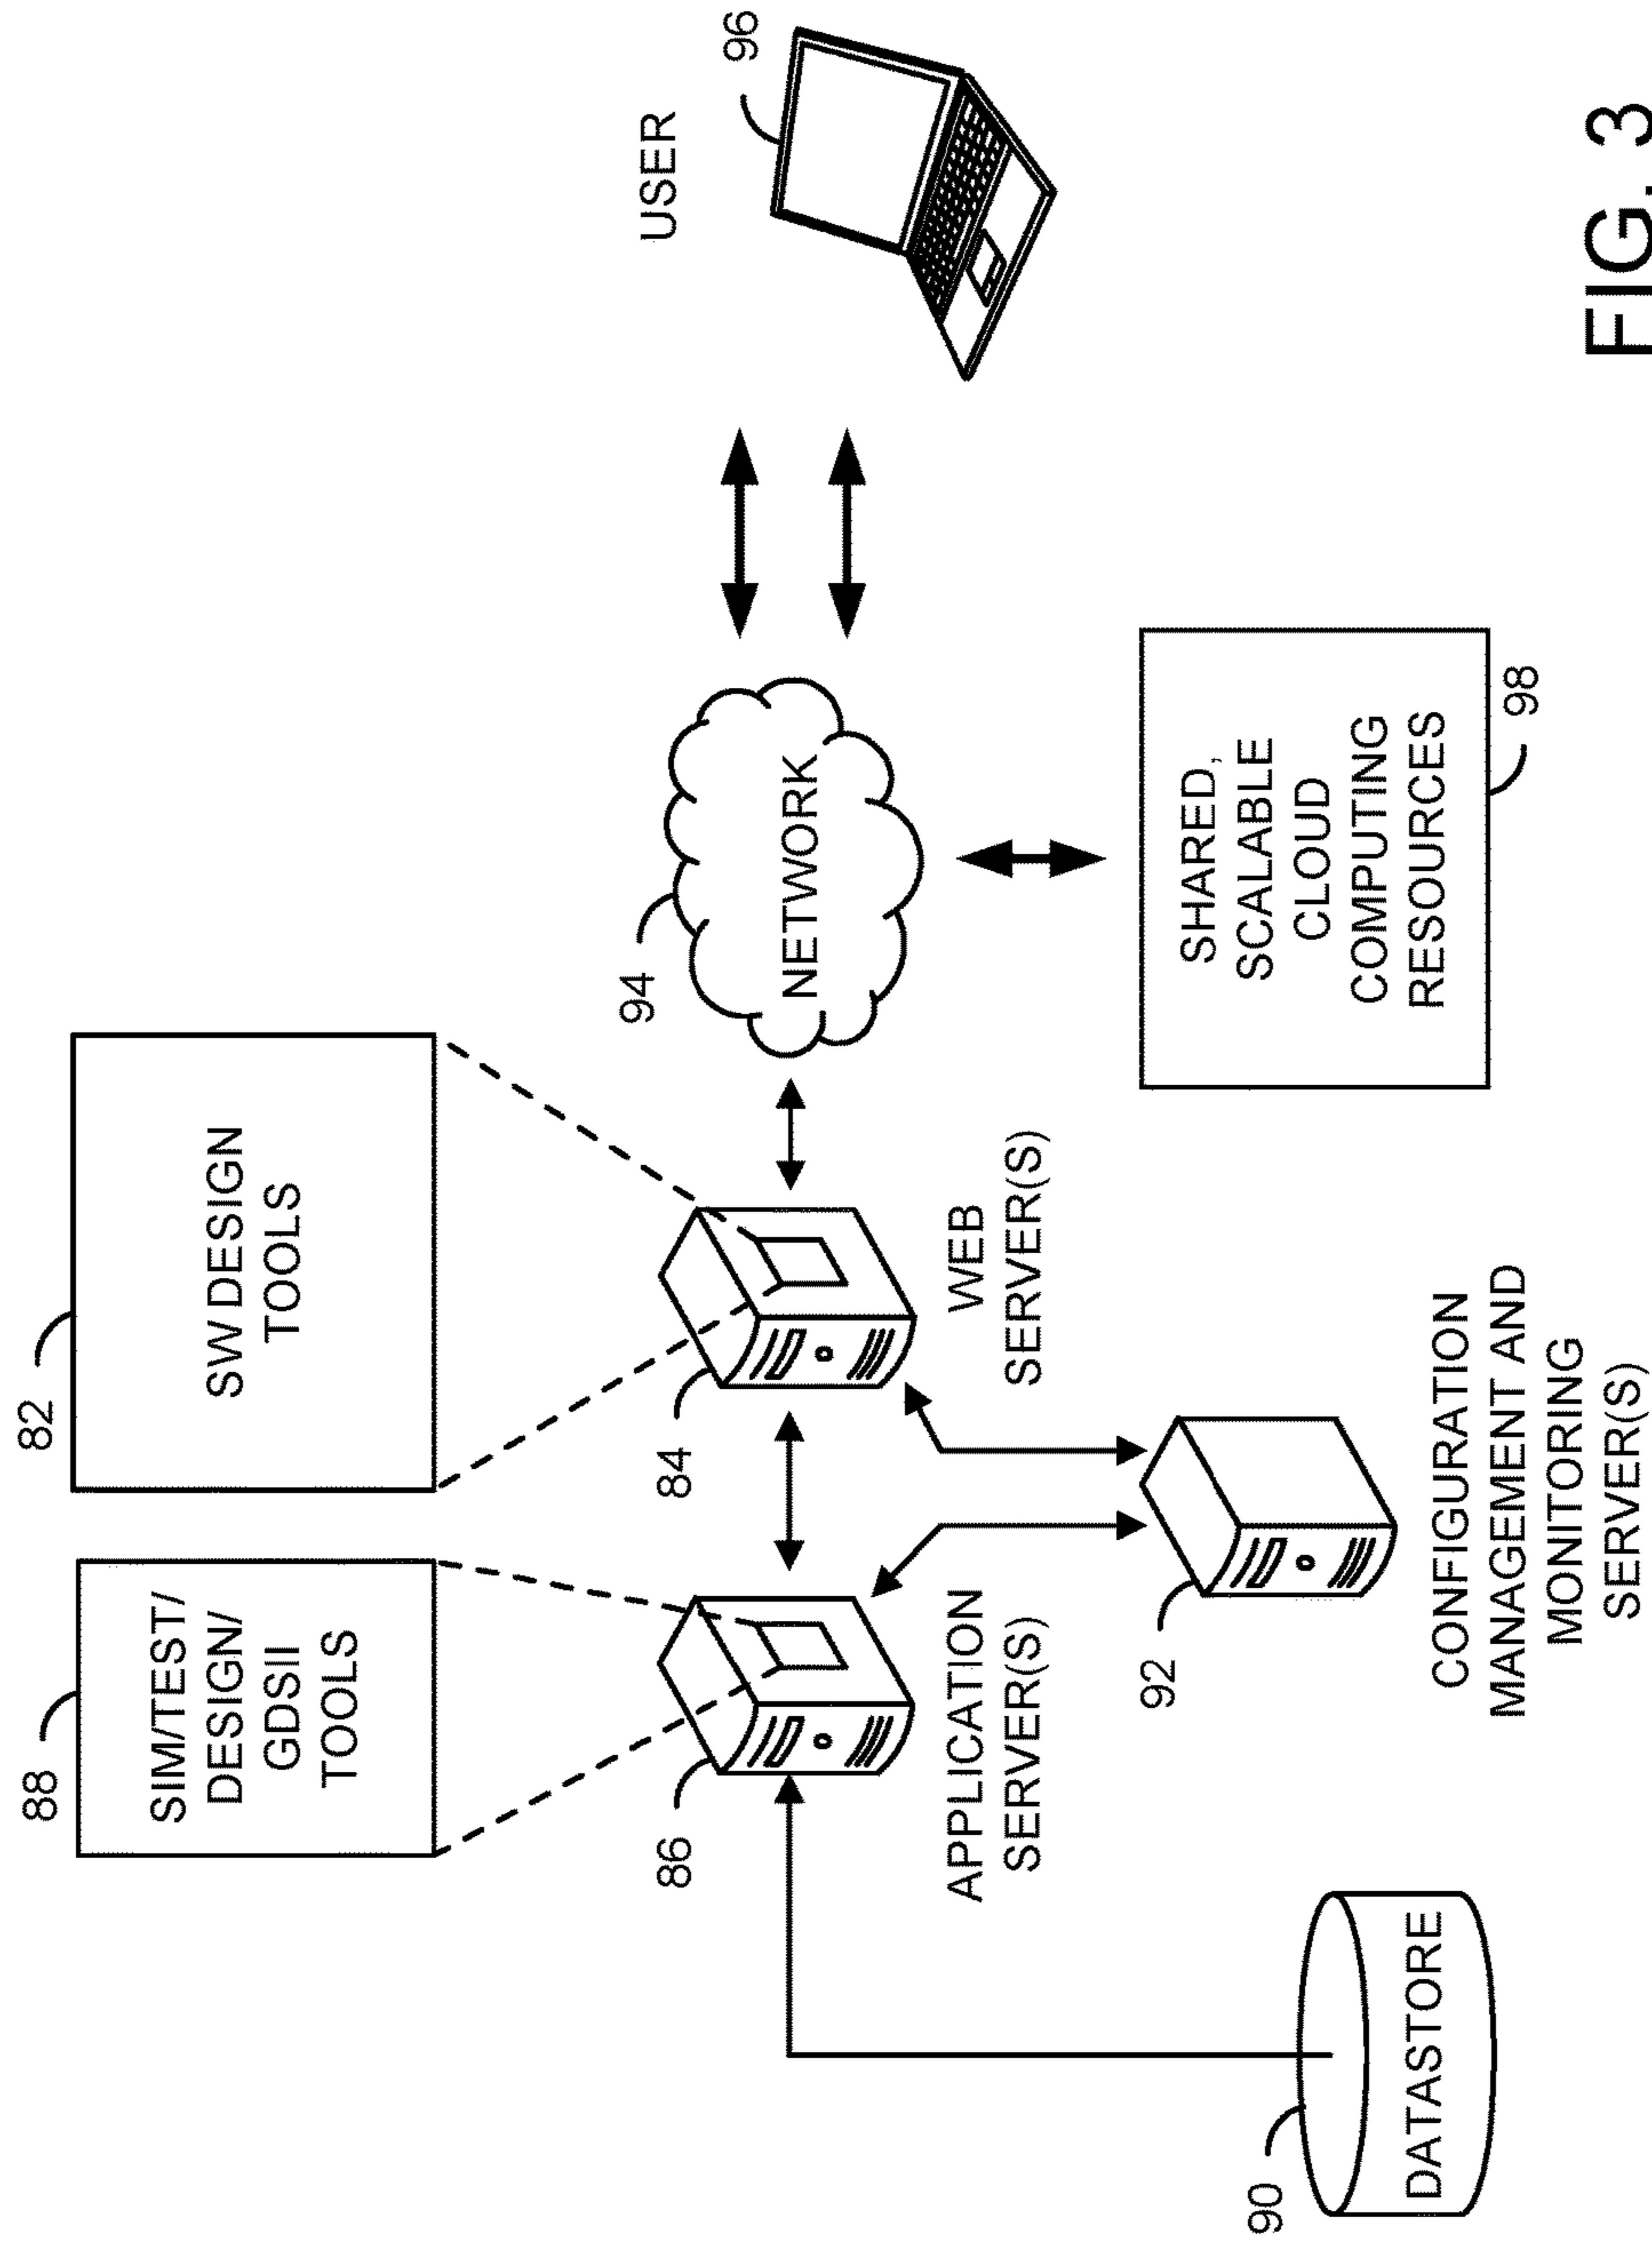 88
SIM/TEST/
DESIGN/
GDSII
TOOLS
82
SW DESIGN
TOOLS
86
APPLICATION
SERVER(S)
84
WEB
SERVER(S)
94
NETWORK
USER
96
90
DATASTORE
92
CONFIGURATION
MANAGEMENT AND
MONITORING
SERVER(S)
SHARED,
SCALABLE
CLOUD
COMPUTING
RESOURCES
98
FIG. 3